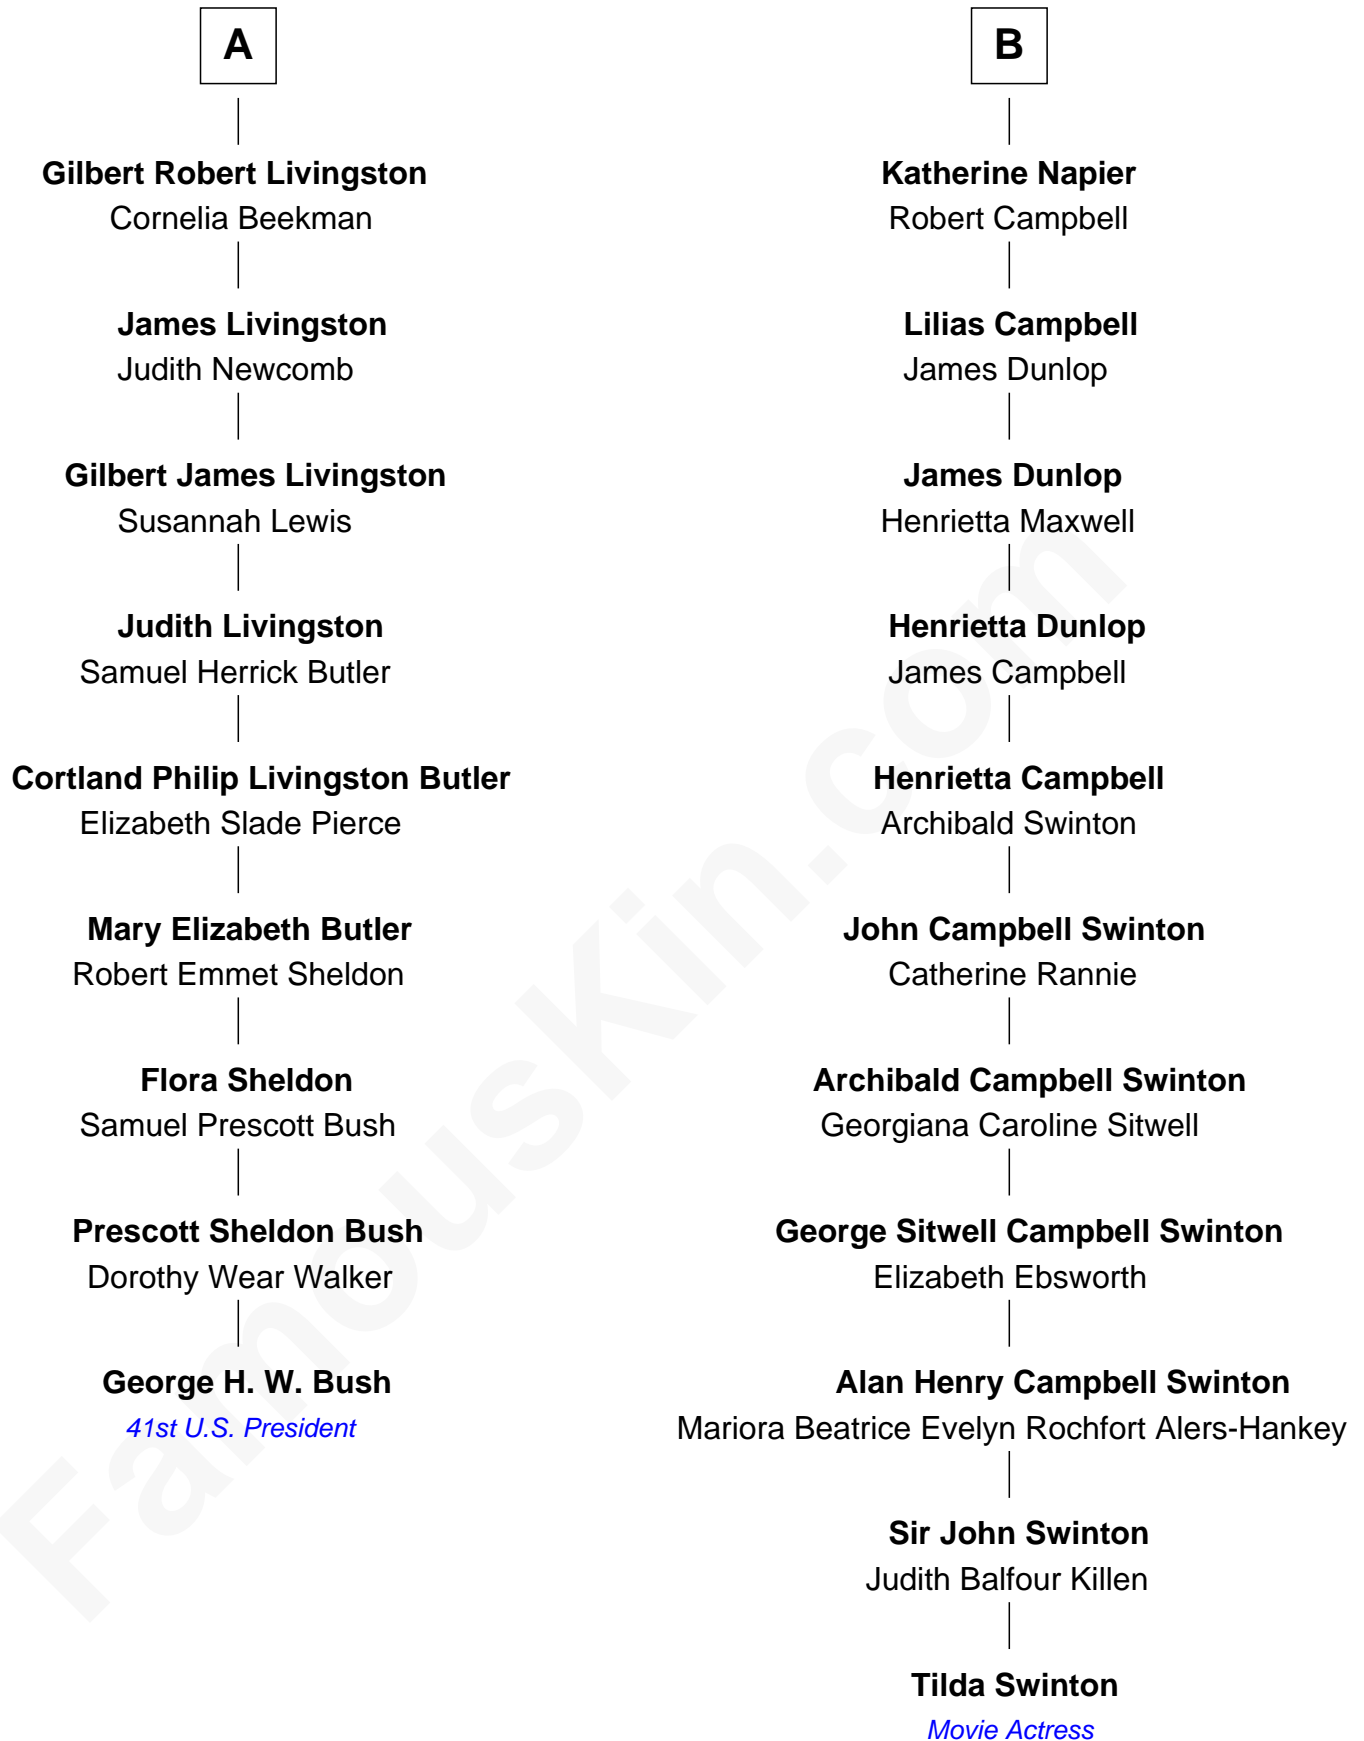 A
Gilbert Robert Livingston
Cornelia Beekman
James Livingston
Judith Newcomb
Gilbert James Livingston
Susannah Lewis
Judith Livingston
Samuel Herrick Butler
Cortland Philip Livingston Butler
Elizabeth Slade Pierce
Mary Elizabeth Butler
Robert Emmet Sheldon
Flora Sheldon
Samuel Prescott Bush
Prescott Sheldon Bush
Dorothy Wear Walker
George H. W. Bush
41st U.S. President
B
Katherine Napier
Robert Campbell
Lilias Campbell
James Dunlop
James Dunlop
Henrietta Maxwell
Henrietta Dunlop
James Campbell
Henrietta Campbell
Archibald Swinton
John Campbell Swinton
Catherine Rannie
Archibald Campbell Swinton
Georgiana Caroline Sitwell
George Sitwell Campbell Swinton
Elizabeth Ebsworth
Alan Henry Campbell Swinton
Mariora Beatrice Evelyn Rochfort Alers-Hankey
Sir John Swinton
Judith Balfour Killen
Tilda Swinton
Movie Actress
FamousKin.com